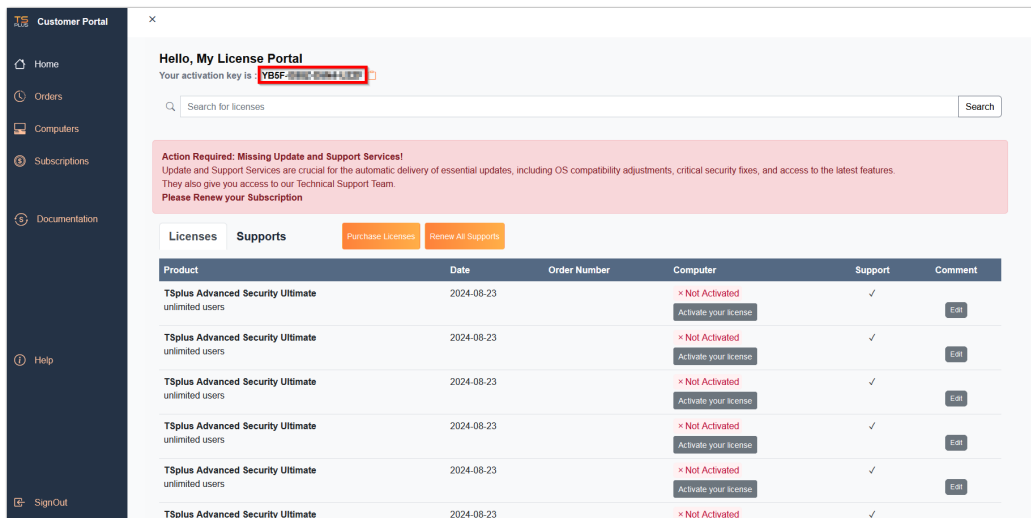 TS PLUS Customer Portal
×
Home
Orders
Computers
Subscriptions
Documentation
Help
SignOut
Hello, My License Portal
Your activation key is : YB5F-
Search for licenses
Search
Action Required: Missing Update and Support Services!
Update and Support Services are crucial for the automatic delivery of essential updates, including OS compatibility adjustments, critical security fixes, and access to the latest features.
They also give you access to our Technical Support Team.
Please Renew your Subscription
Licenses Supports Purchase Licenses Renew All Supports
Product Date Order Number Computer Support Comment
TSplus Advanced Security Ultimate 2024-08-23 × Not Activated ✓
unlimited users Activate your license Edit
TSplus Advanced Security Ultimate 2024-08-23 × Not Activated ✓
unlimited users Activate your license Edit
TSplus Advanced Security Ultimate 2024-08-23 × Not Activated ✓
unlimited users Activate your license Edit
TSplus Advanced Security Ultimate 2024-08-23 × Not Activated ✓
unlimited users Activate your license Edit
TSplus Advanced Security Ultimate 2024-08-23 × Not Activated ✓
unlimited users Activate your license Edit
TSplus Advanced Security Ultimate 2024-08-23 × Not Activated ✓